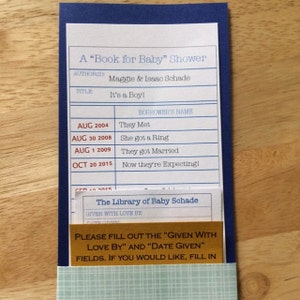 A "Book for Baby" Shower
AUTHOR(S) Maggie & Isaac Schade
TITLE It's a Boy!
BORROWER'S NAME
AUG 2004 They Met
AUG 30 2008 She got a Ring
AUG 1 2009 They got Married
OCT 20 2015 Now they're Expecting!
The Library of Baby Schade
GIVEN WITH LOVE BY
Please fill out the "Given With
Love By" and "Date Given"
fields. If you would like, fill in